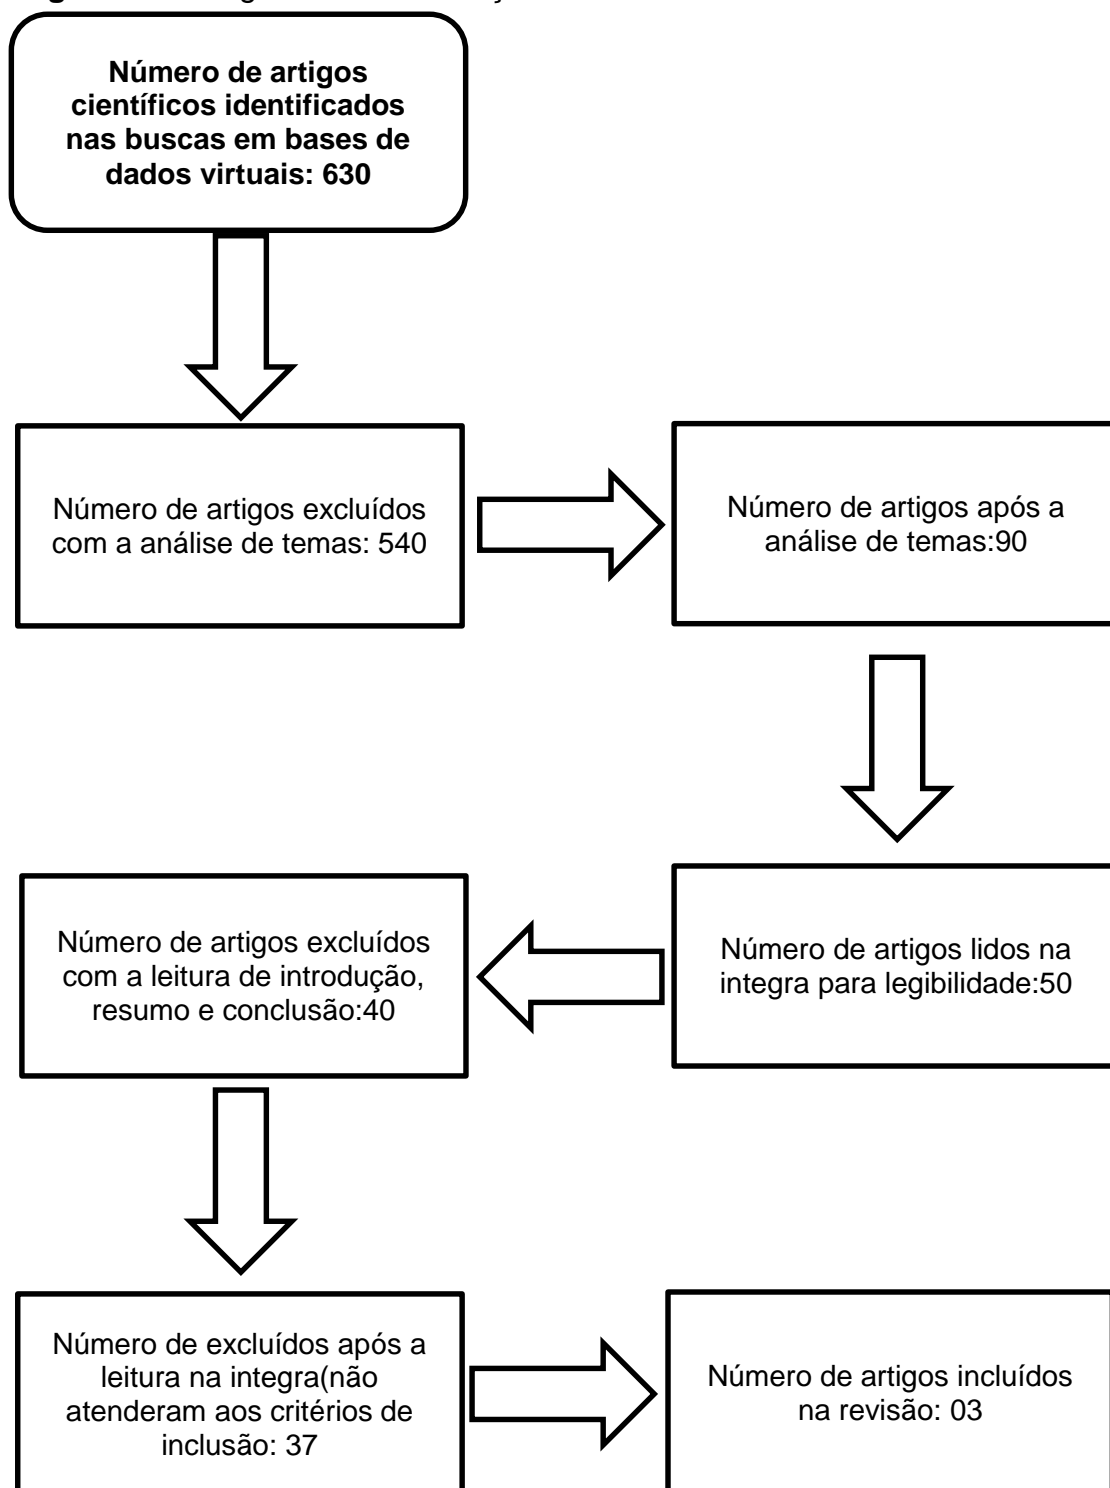 Número de artigos
científicos identificados
nas buscas em bases de
dados virtuais: 630
Número de artigos excluídos
com a análise de temas: 540
Número de artigos após a
análise de temas:90
Número de artigos excluídos
com a leitura de introdução,
resumo e conclusão:40
Número de artigos lidos na
integra para legibilidade:50
Número de excluídos após a
leitura na integra(não
atenderam aos critérios de
inclusão: 37
Número de artigos incluídos
na revisão: 03